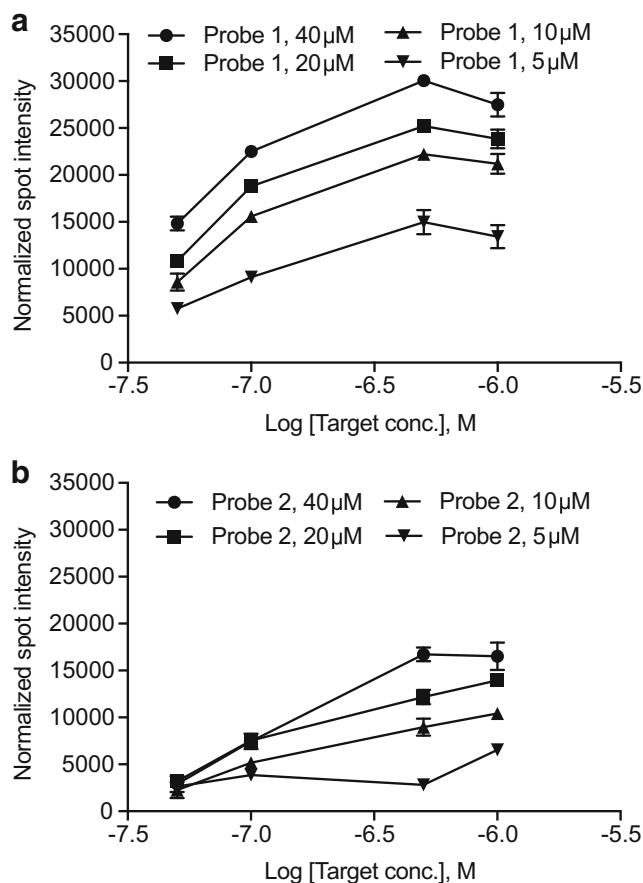 a
Probe 1, 40µM
Probe 1, 10µM
Probe 1, 20µM
Probe 1, 5µM
Normalized spot intensity
35000
30000
25000
20000
15000
10000
5000
0
-7.5
-7.0
-6.5
-6.0
-5.5
Log [Target conc.], M
b
Probe 2, 40µM
Probe 2, 10µM
Probe 2, 20µM
Probe 2, 5µM
Normalized spot intensity
35000
30000
25000
20000
15000
10000
5000
0
-7.5
-7.0
-6.5
-6.0
-5.5
Log [Target conc.], M